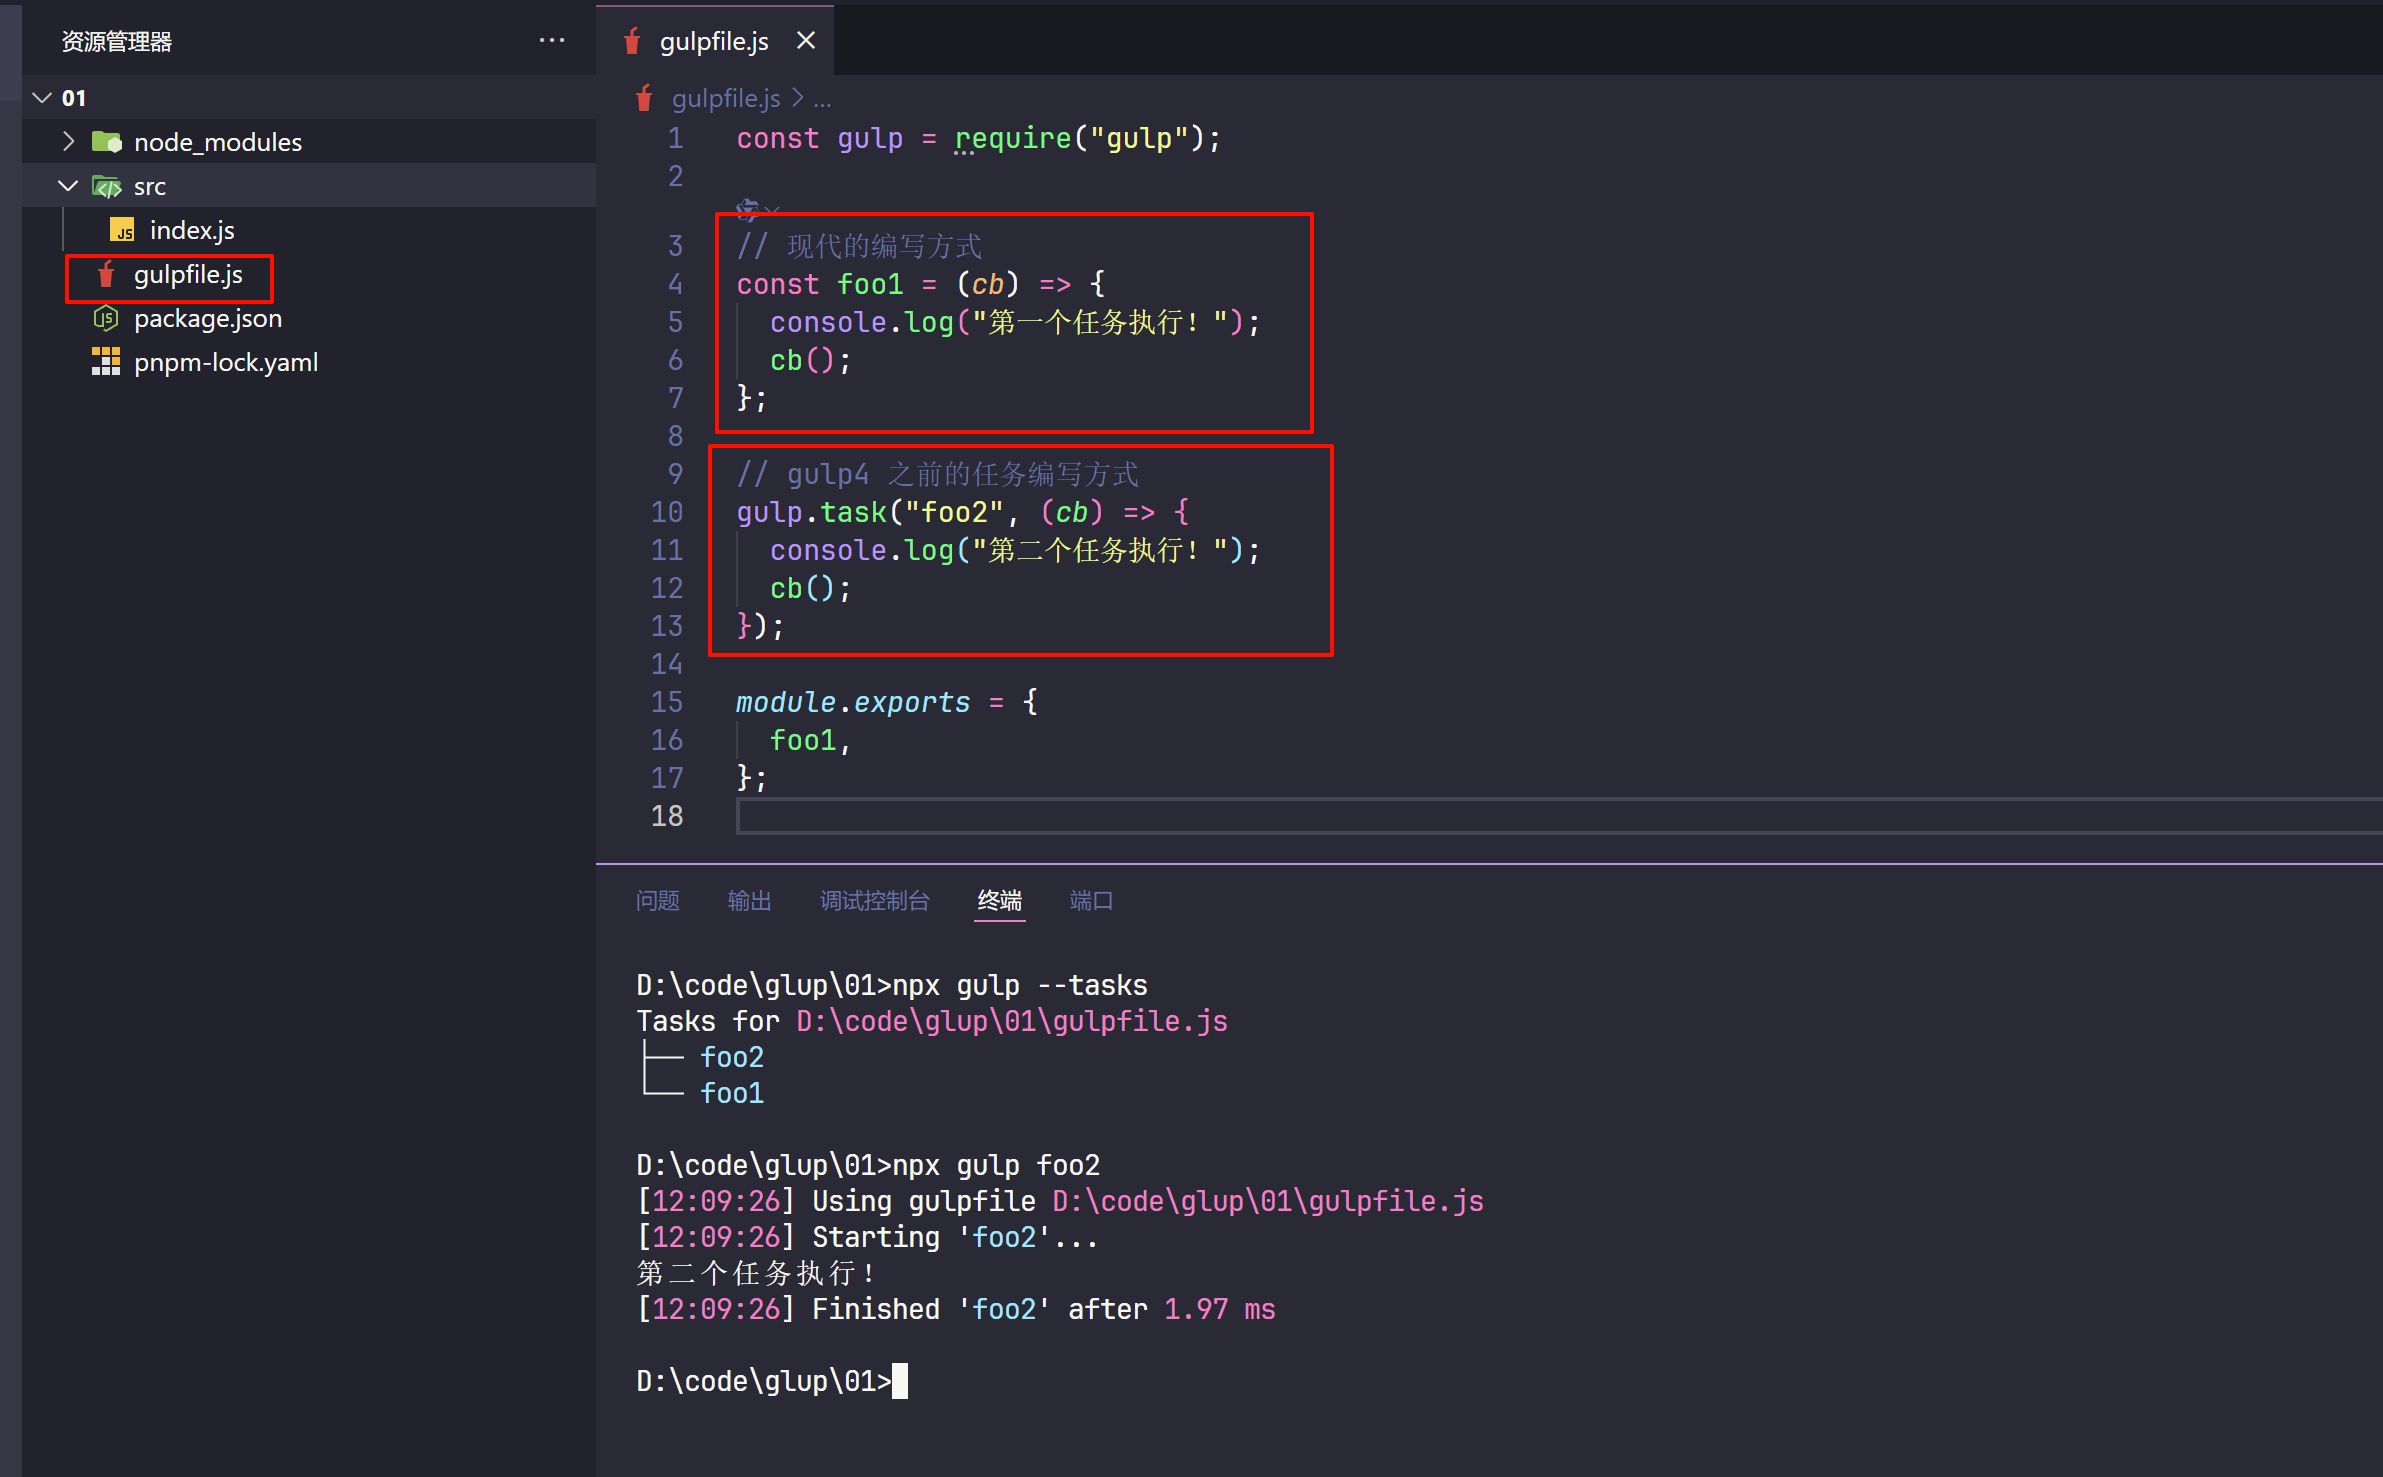 资源管理器
01
node_modules
src
index.js
gulpfile.js
package.json
pnpm-lock.yaml
gulpfile.js
gulpfile.js > ...
1 const gulp = require("gulp");
2
3 // 现代的编写方式
4 const foo1 = (cb) => {
5 console.log("第一个任务执行！");
6 cb();
7 };
8
9 // gulp4 之前的任务编写方式
10 gulp.task("foo2", (cb) => {
11 console.log("第二个任务执行！");
12 cb();
13 });
14
15 module.exports = {
16 foo1,
17 };
18
问题 输出 调试控制台 终端 端口
D:\code\glup\01>npx gulp --tasks
Tasks for D:\code\glup\01\gulpfile.js
├── foo2
└── foo1
D:\code\glup\01>npx gulp foo2
[12:09:26] Using gulpfile D:\code\glup\01\gulpfile.js
[12:09:26] Starting 'foo2'...
第二个任务执行！
[12:09:26] Finished 'foo2' after 1.97 ms
D:\code\glup\01>